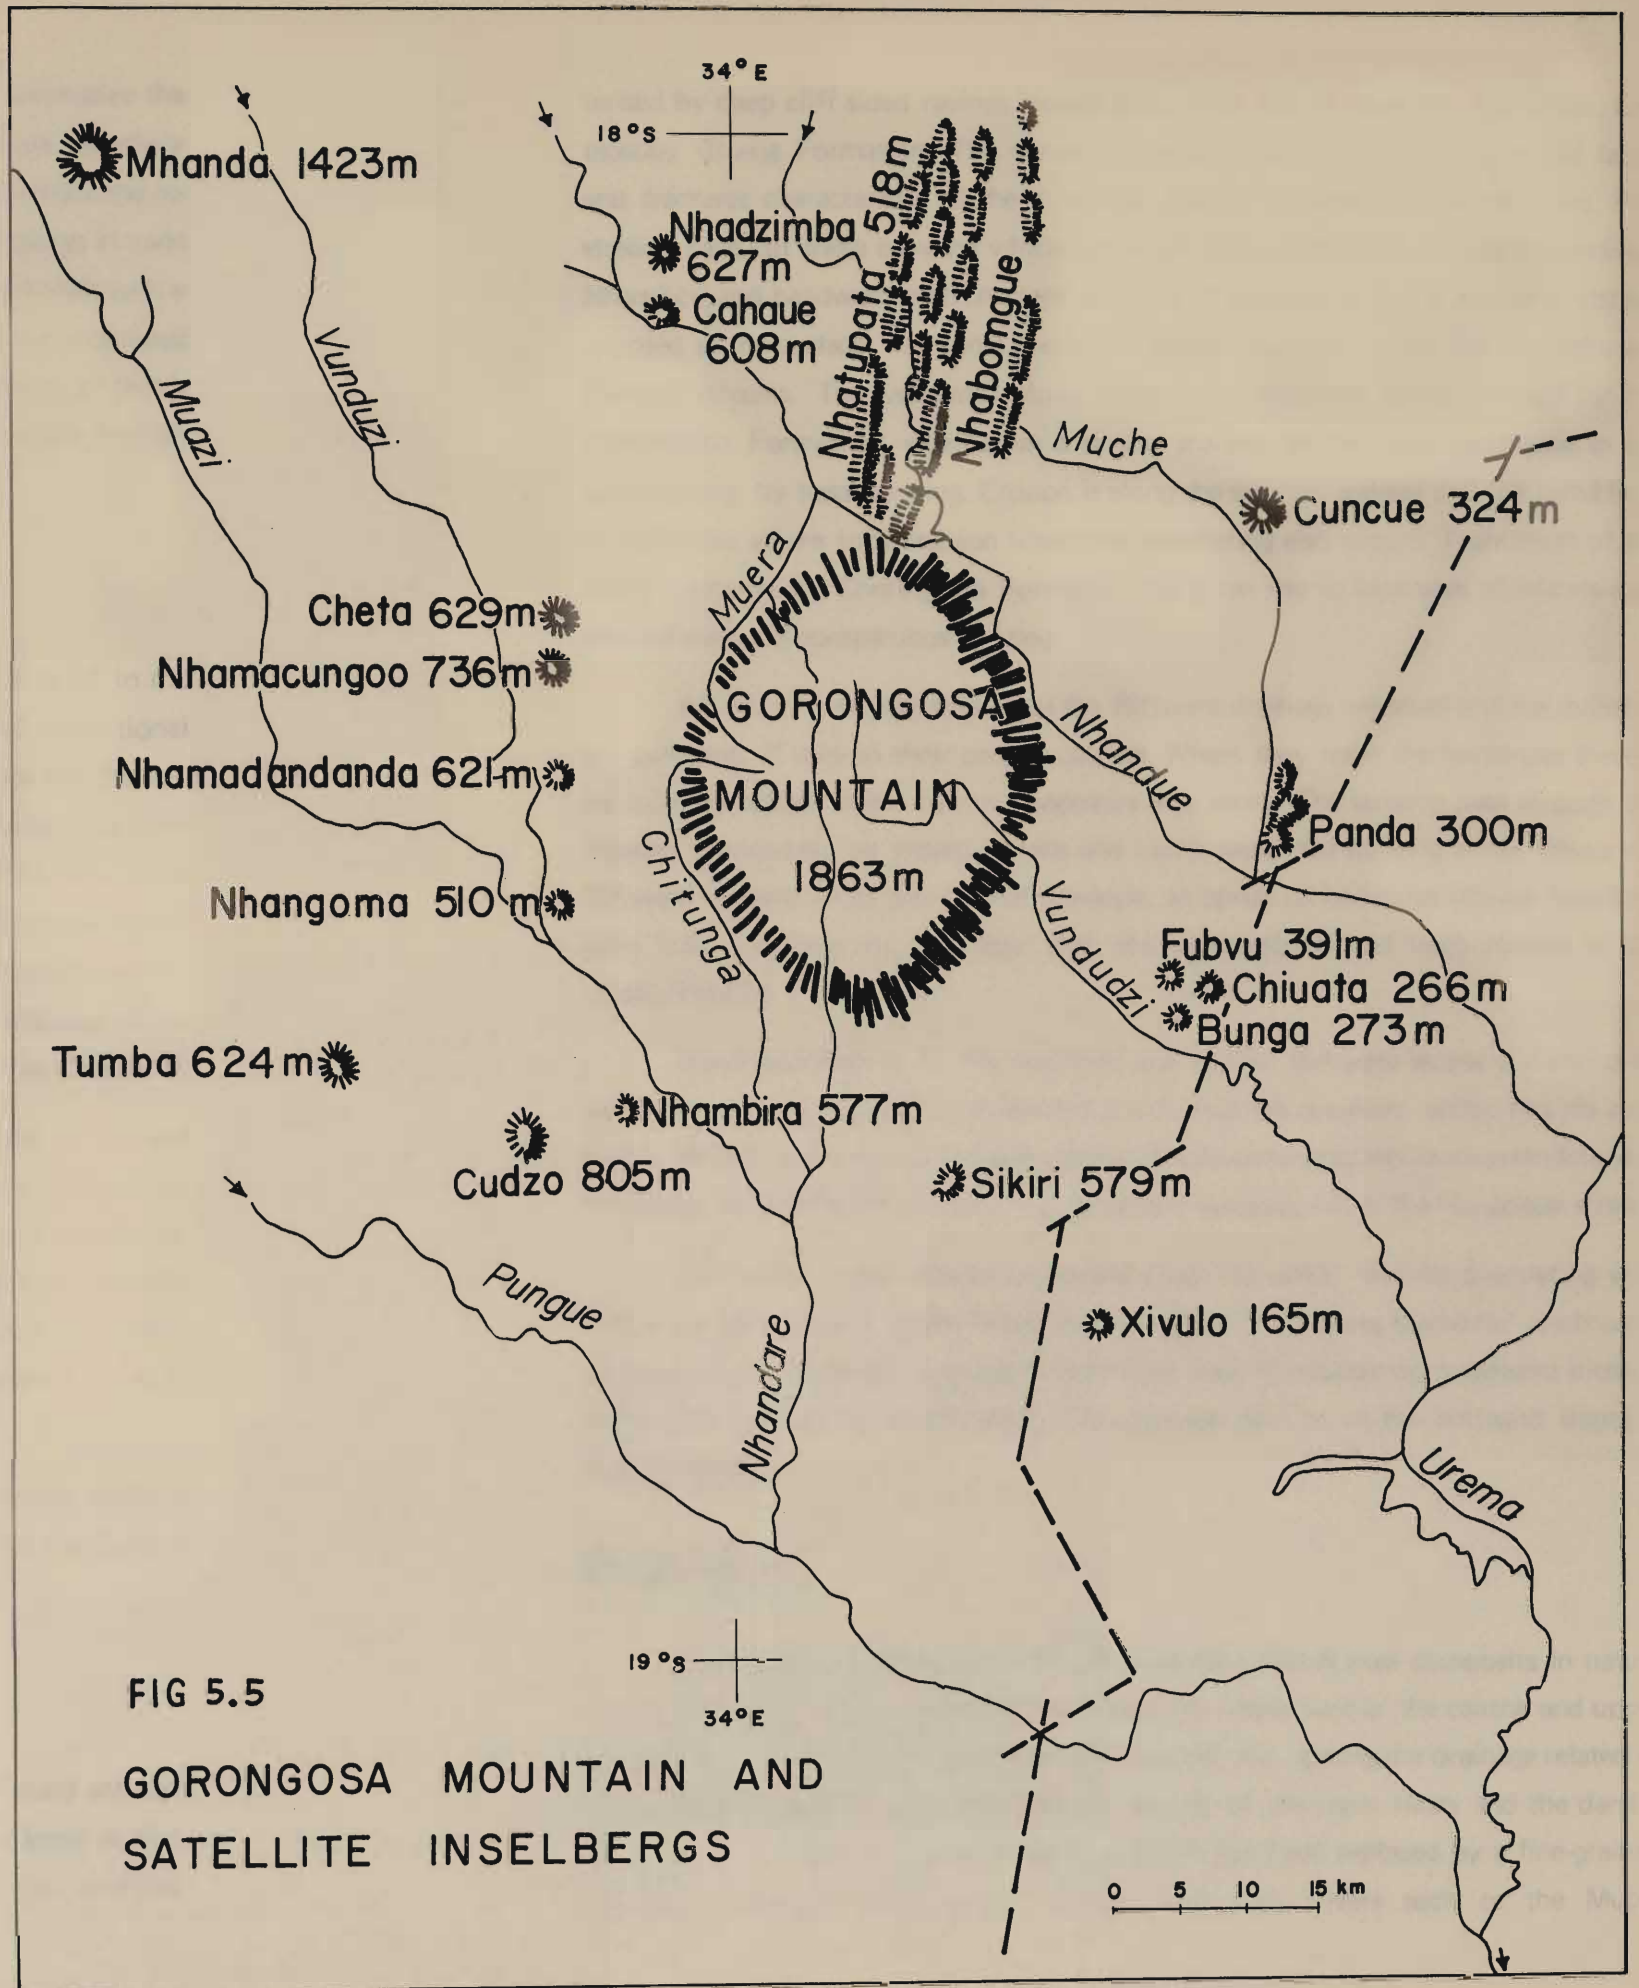 34° E
18° S
Mhanda 1423m
Nhadzimba
627m
Cahaue
608m
Nhatupata 518m
Nhabomgue
Vunduzi
Muazi
Muche
Cuncue 324m
Muera
Cheta 629m
Nhamacungoo 736m
GORONGOSA
Nhandue
Nhamadandanda 621m
MOUNTAIN
Panda 300m
1863m
Chitunga
Nhangoma 510m
Vundudzi
Fubvu 391m
Chiuata 266m
Bunga 273m
Tumba 624m
Nhambira 577m
Cudzo 805m
Sikiri 579m
Pungue
Xivulo 165m
Nhandare
Urema
19°S
34°E
FIG 5.5
GORONGOSA MOUNTAIN AND
SATELLITE INSELBERGS
0 5 10 15 km